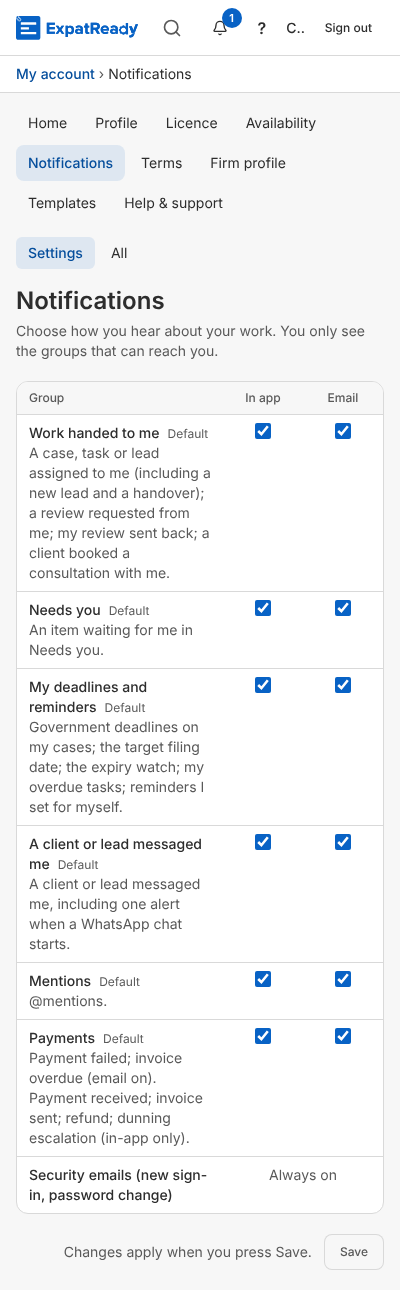 ExpatReady
1
?
C..
Sign out
My account › Notifications
Home Profile Licence Availability
Notifications Terms Firm profile
Templates Help & support
Settings All
Notifications
Choose how you hear about your work. You only see
the groups that can reach you.
Group In app Email
Work handed to me Default
A case, task or lead
assigned to me (including a
new lead and a handover);
a review requested from
me; my review sent back; a
client booked a
consultation with me.
Needs you Default
An item waiting for me in
Needs you.
My deadlines and
reminders Default
Government deadlines on
my cases; the target filing
date; the expiry watch; my
overdue tasks; reminders I
set for myself.
A client or lead messaged
me Default
A client or lead messaged
me, including one alert
when a WhatsApp chat
starts.
Mentions Default
@mentions.
Payments Default
Payment failed; invoice
overdue (email on).
Payment received; invoice
sent; refund; dunning
escalation (in-app only).
Security emails (new sign-
in, password change)
Always on
Changes apply when you press Save. Save